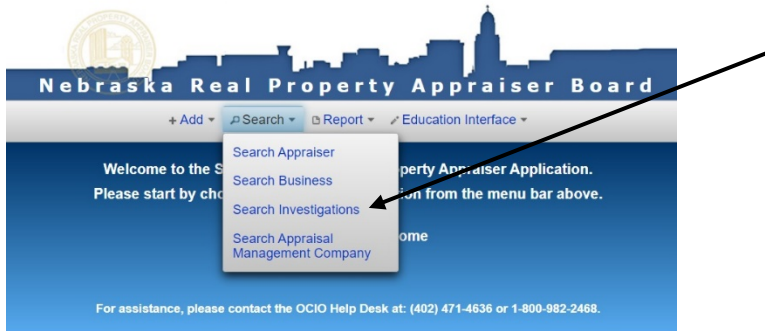 Nebraska Real Property Appraiser Board
+ Add Search Report Education Interface
Search Appraiser
Search Business
Search Investigations
Search Appraisal
Management Company
Welcome to the S perty Appraiser Application.
Please start by cho ion from the menu bar above.
ome
For assistance, please contact the OCIO Help Desk at: (402) 471-4636 or 1-800-982-2468.